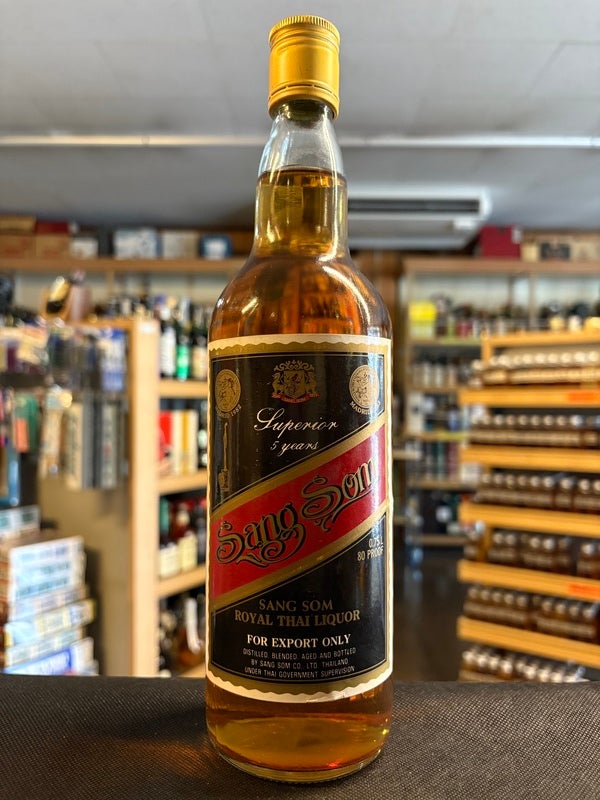 Superior
5 years
Sang Som
0.75 L
80 PROOF
SANG SOM
ROYAL THAI LIQUOR
FOR EXPORT ONLY
DISTILLED, BLENDED, AGED AND BOTTLED
BY SANG SOM CO., LTD. THAILAND.
UNDER THAI GOVERNMENT SUPERVISION